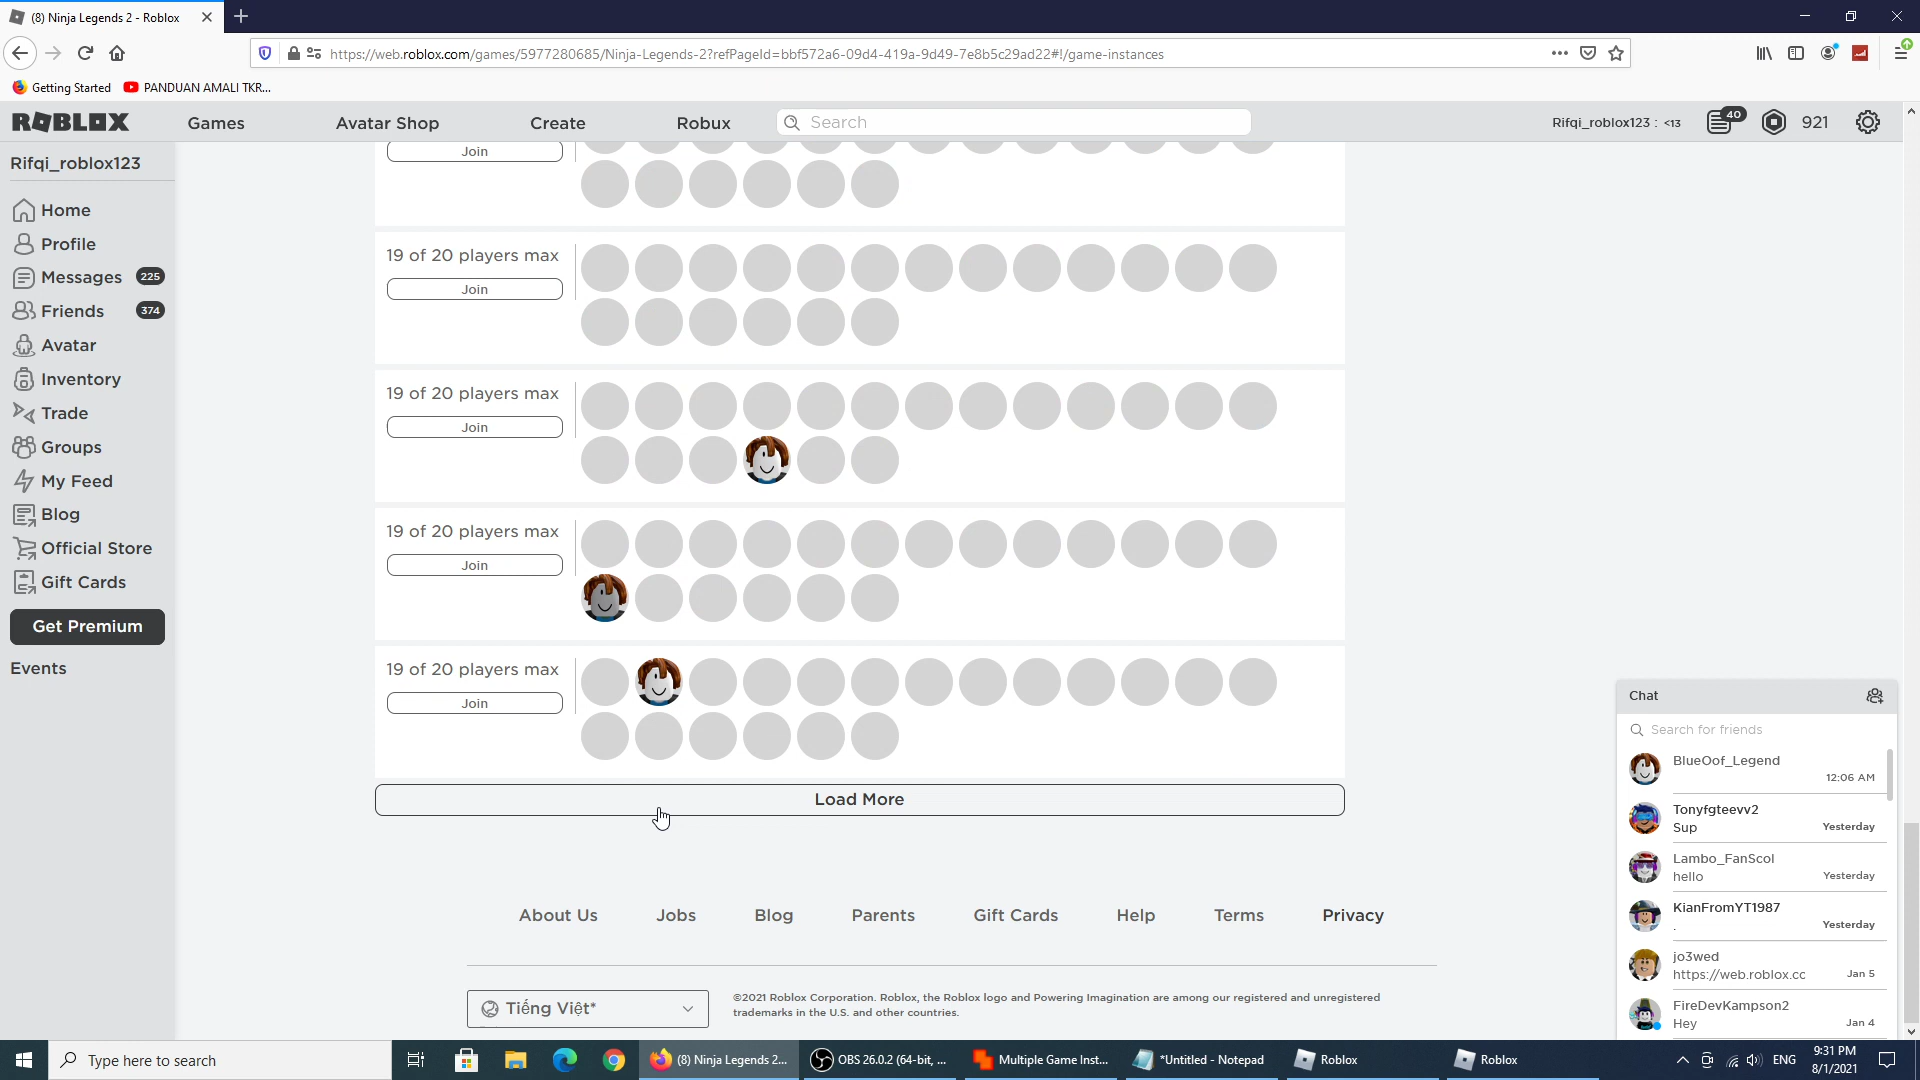 (8) Ninja Legends 2 - Roblox
https://web.roblox.com/games/5977280685/Ninja-Legends-2?refPageId=bbf572a6-09d4-419a-9d49-7e8b5c29ad22#!/game-instances
Getting Started
PANDUAN AMALI TKR...
ROBLOX
Games
Avatar Shop
Create
Robux
Search
Rifqi_roblox123 : <13
40
921
Rifqi_roblox123
Home
Profile
Messages 225
Friends 374
Avatar
Inventory
Trade
Groups
My Feed
Blog
Official Store
Gift Cards
Get Premium
Events
Join
19 of 20 players max
Join
19 of 20 players max
Join
19 of 20 players max
Join
19 of 20 players max
Join
Load More
About Us
Jobs
Blog
Parents
Gift Cards
Help
Terms
Privacy
Tiếng Việt*
©2021 Roblox Corporation. Roblox, the Roblox logo and Powering Imagination are among our registered and unregistered
trademarks in the U.S. and other countries.
Chat
Search for friends
BlueOof_Legend
12:06 AM
Tonyfgteevv2
Sup Yesterday
Lambo_FanScol
hello Yesterday
KianFromYT1987
. Yesterday
jo3wed
https://web.roblox.cc Jan 5
FireDevKampson2
Hey Jan 4
Type here to search
(8) Ninja Legends 2...
OBS 26.0.2 (64-bit, ...
Multiple Game Inst...
*Untitled - Notepad
Roblox
Roblox
ENG
9:31 PM
8/1/2021